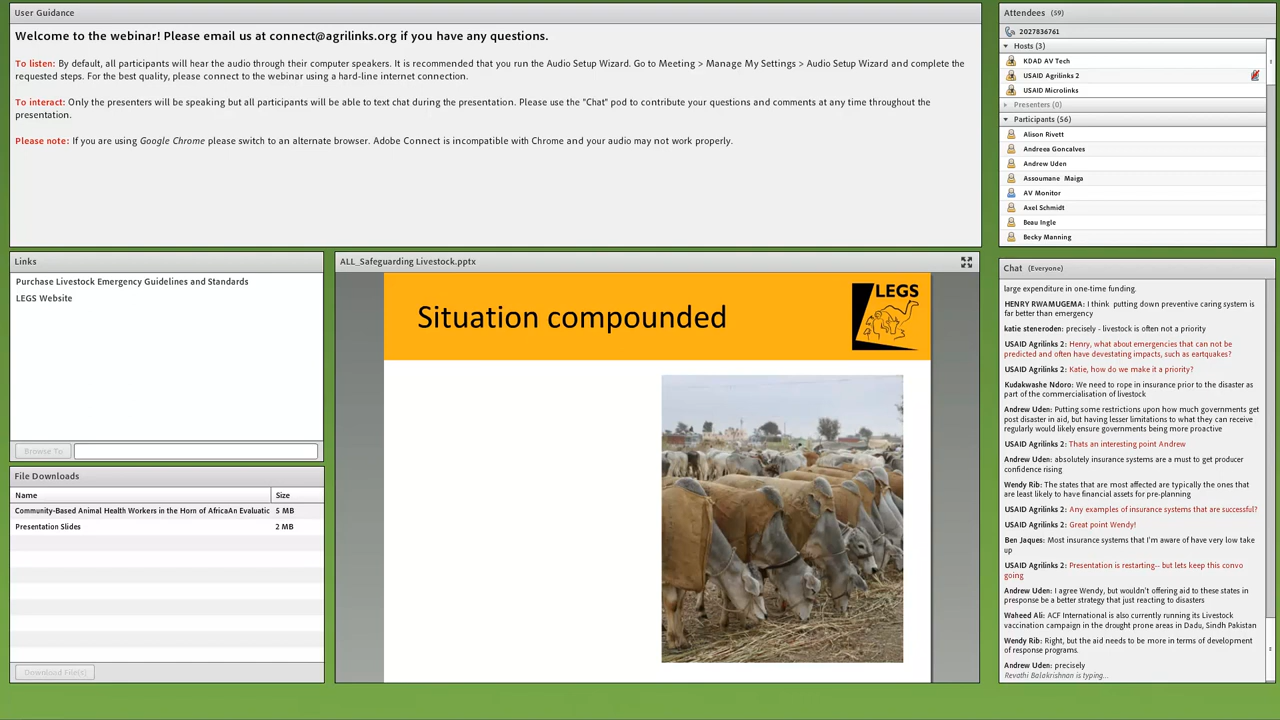 User Guidance
Welcome to the webinar! Please email us at connect@agrilinks.org if you have any questions.
To listen: By default, all participants will hear the audio through their computer speakers. It is recommended that you run the Audio Setup Wizard. Go to Meeting > Manage My Settings > Audio Setup Wizard and complete the
requested steps. For the best quality, please connect to the webinar using a hard-line internet connection.
To interact: Only the presenters will be speaking but all participants will be able to text chat during the presentation. Please use the "Chat" pod to contribute your questions and comments at any time throughout the
presentation.
Please note: If you are using Google Chrome please switch to an alternate browser. Adobe Connect is incompatible with Chrome and your audio may not work properly.
Attendees (59)
2027836761
Hosts (3)
KDAD AV Tech
USAID Agrilinks 2
USAID Microlinks
Presenters (0)
Participants (56)
Alison Rivett
Andreea Goncalves
Andrew Uden
Assoumane Maiga
AV Monitor
Axel Schmidt
Beau Ingle
Becky Manning
Links
Purchase Livestock Emergency Guidelines and Standards
LEGS Website
Browse To
File Downloads
Name Size
Community-Based Animal Health Workers in the Horn of AfricaAn Evaluatic 5 MB
Presentation Slides 2 MB
Download File(s)
ALL_Safeguarding Livestock.pptx
Situation compounded
LEGS
Chat (Everyone)
large expenditure in one-time funding.
HENRY RWAMUGEMA: I think putting down preventive caring system is
far better than emergency
katie steneroden: precisely - livestock is often not a priority
USAID Agrilinks 2: Henry, what about emergencies that can not be
predicted and often have devestating impacts, such as eartquakes?
USAID Agrilinks 2: Katie, how do we make it a priority?
Kudakwashe Ndoro: We need to rope in insurance prior to the disaster as
part of the commercialisation of livestock
Andrew Uden: Putting some restrictions upon how much governments get
post disaster in aid, but having lesser limitations to what they can receive
regularly would likely ensure governments being more proactive
USAID Agrilinks 2: Thats an interesting point Andrew
Andrew Uden: absolutely insurance systems are a must to get producer
confidence rising
Wendy Rib: The states that are most affected are typically the ones that
are least likely to have financial assets for pre-planning
USAID Agrilinks 2: Any examples of insurance systems that are successful?
USAID Agrilinks 2: Great point Wendy!
Ben Jaques: Most insurance systems that I'm aware of have very low take
up
USAID Agrilinks 2: Presentation is restarting-- but lets keep this convo
going
Andrew Uden: I agree Wendy, but wouldn't offering aid to these states in
presponse be a better strategy that just reacting to disasters
Waheed Ali: ACF International is also currently running its Livestock
vaccination campaign in the drought prone areas in Dadu, Sindh Pakistan
Wendy Rib: Right, but the aid needs to be more in terms of development
of response programs.
Andrew Uden: precisely
Revathi Balakrishnan is typing...